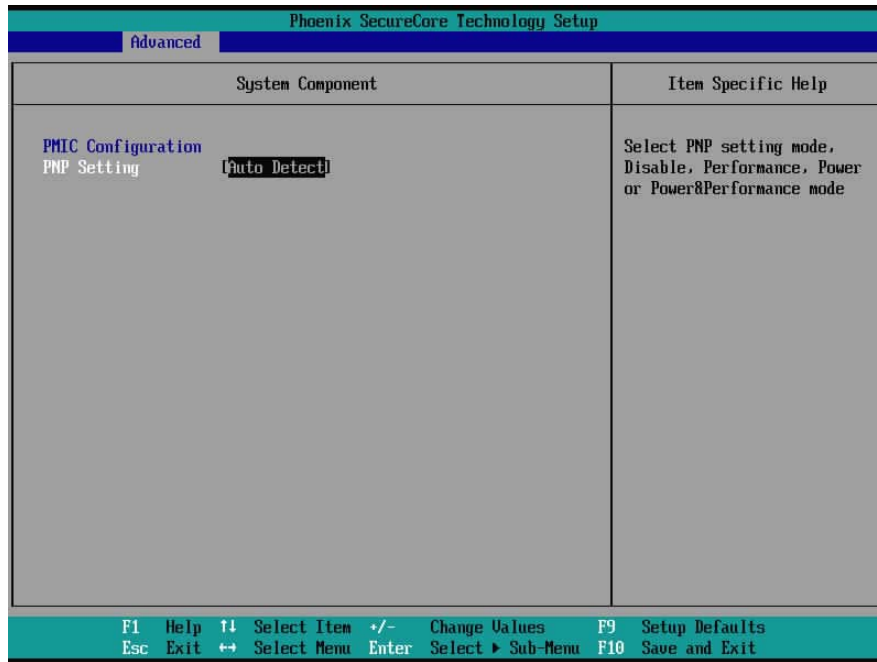 Phoenix SecureCore Technology Setup
Advanced
System Component
Item Specific Help
PMIC Configuration
PNP Setting [Auto Detect]
Select PNP setting mode,
Disable, Performance, Power
or Power&Performance mode
F1 Help ↑↓ Select Item +/- Change Values F9 Setup Defaults
Esc Exit ↔ Select Menu Enter Select ▶ Sub-Menu F10 Save and Exit